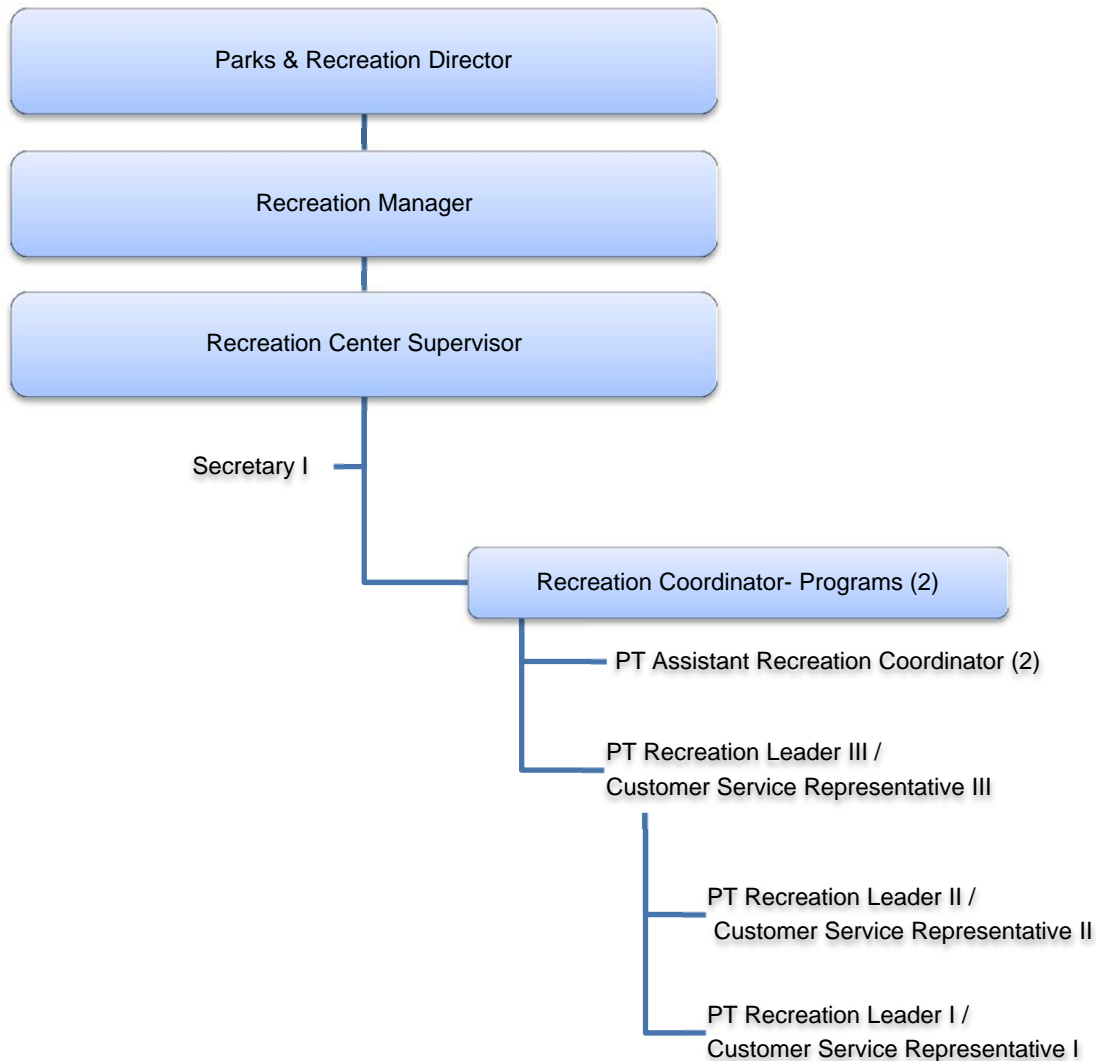 Parks & Recreation Director
Recreation Manager
Recreation Center Supervisor
Secretary I
Recreation Coordinator- Programs (2)
PT Assistant Recreation Coordinator (2)
PT Recreation Leader III /
Customer Service Representative III
PT Recreation Leader II /
Customer Service Representative II
PT Recreation Leader I /
Customer Service Representative I